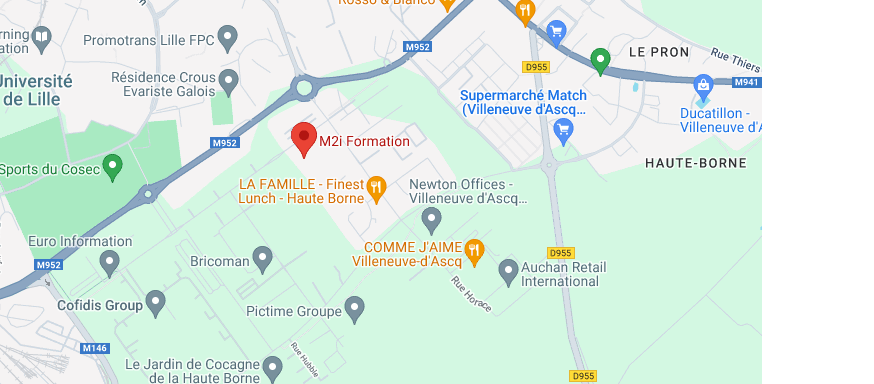 Rosso & Bianco
rning
ation
Promotrans Lille FPC
M952
LE PRON
Rue Thiers
D955
Université
de Lille
Résidence Crous
Evariste Galois
M941
Supermarché Match
(Villeneuve d'Ascq...
Ducatillon -
Villeneuve d'A
M952
M2i Formation
Sports du Cosec
HAUTE-BORNE
LA FAMILLE - Finest
Lunch - Haute Borne
Newton Offices -
Villeneuve d'Ascq...
Euro Information
COMME J'AIME
Villeneuve-d'Ascq
D955
M952
Bricoman
Auchan Retail
International
Rue Horace
Cofidis Group
Pictime Groupe
M146
Rue Hubble
Le Jardin de Cocagne
de la Haute Borne
D955